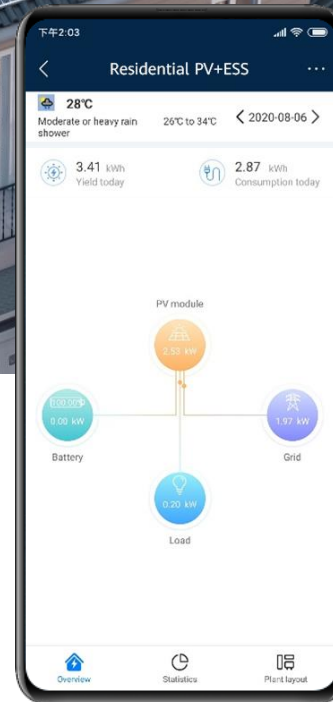 下午2:03
Residential PV+ESS
28℃
Moderate or heavy rain
shower
26℃ to 34℃
2020-08-06
3.41 kWh
Yield today
2.87 kWh
Consumption today
PV module
2.53 kW
100.00%
0.00 kW
1.97 kW
Battery
Grid
0.20 kW
Load
Overview
Statistics
Plant layout